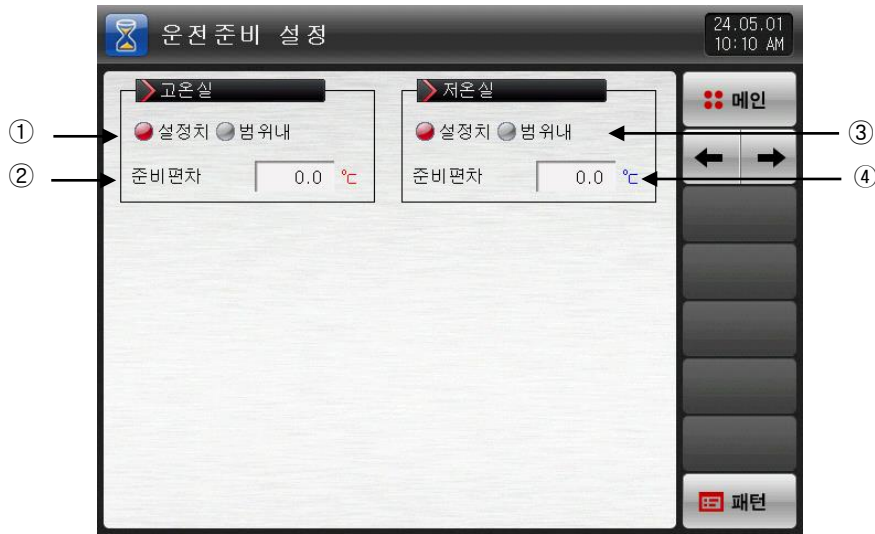 운전준비 설정
24.05.01
10:10 AM
고온실
저온실
메인
① 설정치 범위내
설정치 범위내 ③
② 준비편차 0.0 ℃
준비편차 0.0 ℃ ④
패턴